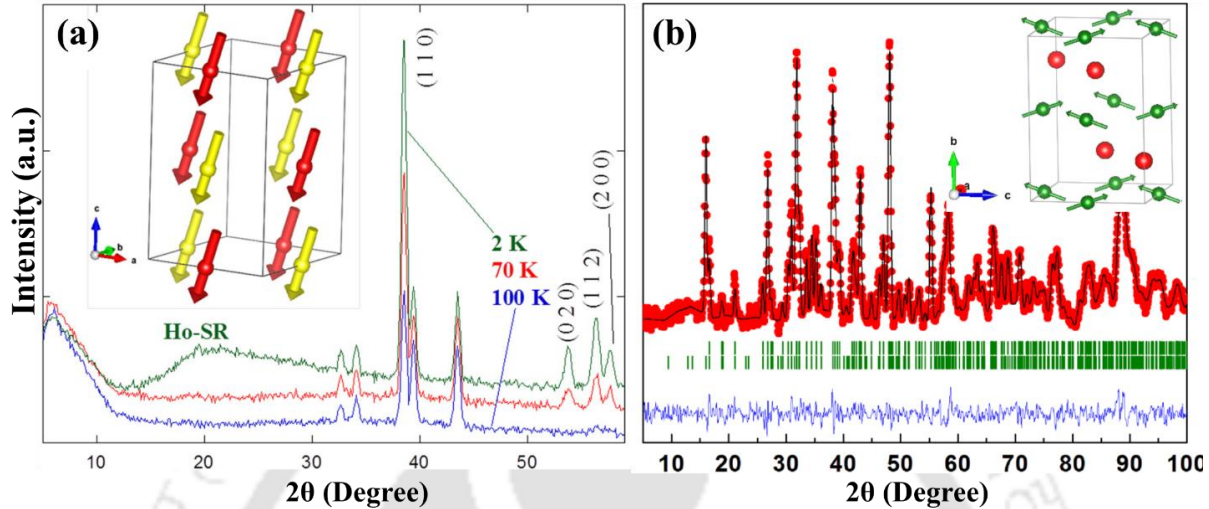 (a)
(1 1 0)
(2 0 0)
(1 1 2)
(0 2 0)
2 K
70 K
100 K
Ho-SR
c
b
a
Intensity (a.u.)
10 20 30 40 50
2θ (Degree)
(b)
b
a
c
10 20 30 40 50 60 70 80 90 100
2θ (Degree)